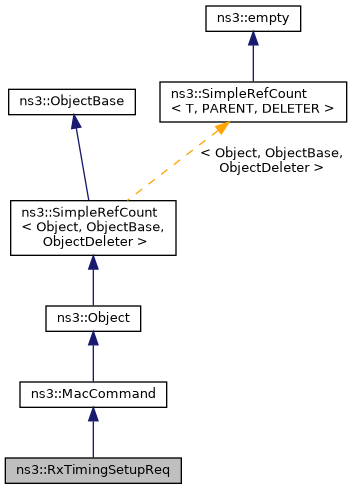 ns3::empty
ns3::ObjectBase
ns3::SimpleRefCount
< T, PARENT, DELETER >
< Object, ObjectBase,
ObjectDeleter >
ns3::SimpleRefCount
< Object, ObjectBase,
ObjectDeleter >
ns3::Object
ns3::MacCommand
ns3::RxTimingSetupReq